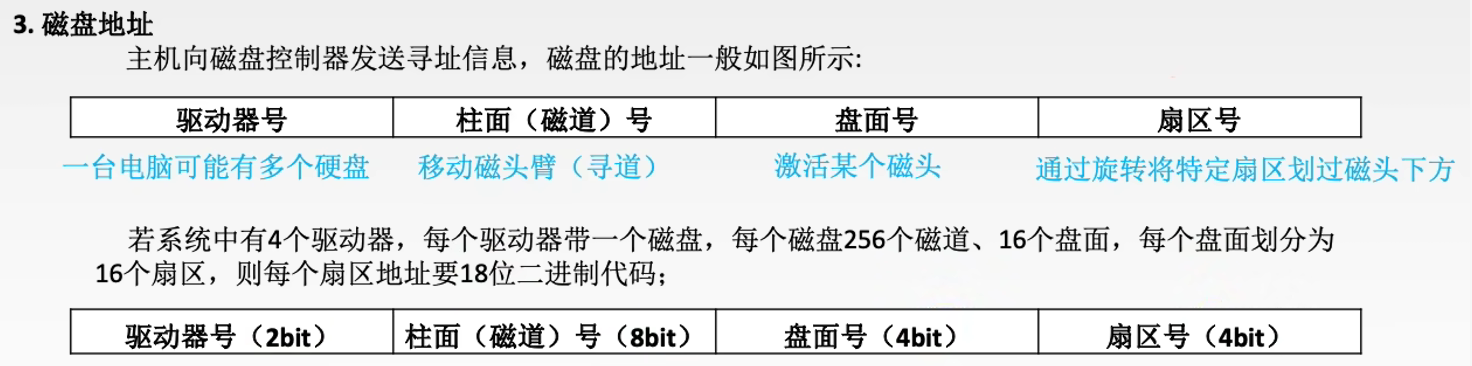 3. 磁盘地址
主机向磁盘控制器发送寻址信息，磁盘的地址一般如图所示:
驱动器号 柱面（磁道）号 盘面号 扇区号
一台电脑可能有多个硬盘 移动磁头臂（寻道） 激活某个磁头 通过旋转将特定扇区划过磁头下方
若系统中有4个驱动器，每个驱动器带一个磁盘，每个磁盘256个磁道、16个盘面，每个盘面划分为
16个扇区，则每个扇区地址要18位二进制代码；
驱动器号（2bit） 柱面（磁道）号（8bit） 盘面号（4bit） 扇区号（4bit）